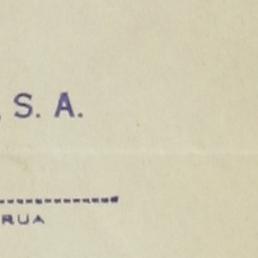 , S. A.
RUA